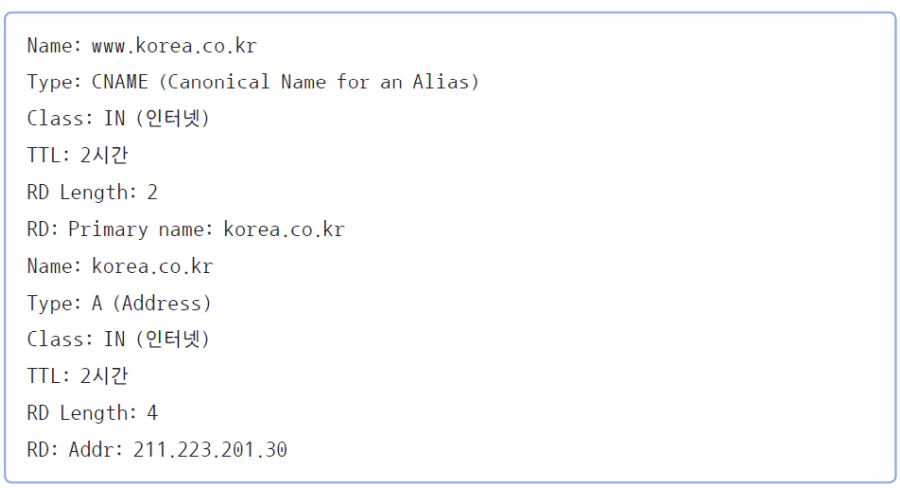 Name: www.korea.co.kr
Type: CNAME (Canonical Name for an Alias)
Class: IN (인터넷)
TTL: 2시간
RD Length: 2
RD: Primary name: korea.co.kr
Name: korea.co.kr
Type: A (Address)
Class: IN (인터넷)
TTL: 2시간
RD Length: 4
RD: Addr: 211.223.201.30